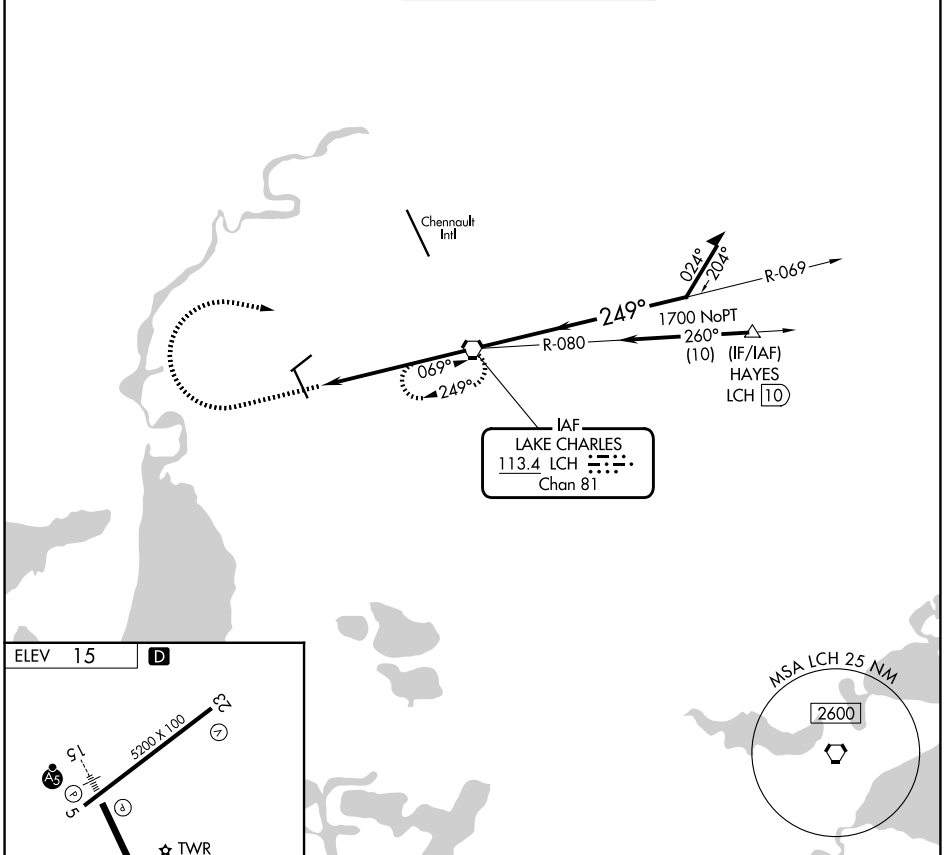 Chennault
Intl
024°
204°
R-069
249°
1700 NoPT
R-080
260°
(10)
(IF/IAF)
HAYES
LCH 10
069°
249°
IAF
LAKE CHARLES
113.4 LCH
Chan 81
ELEV 15 D
MSA LCH 25 NM
2600
23
5200 X 100
V
15
A5
P
5
P
TWR